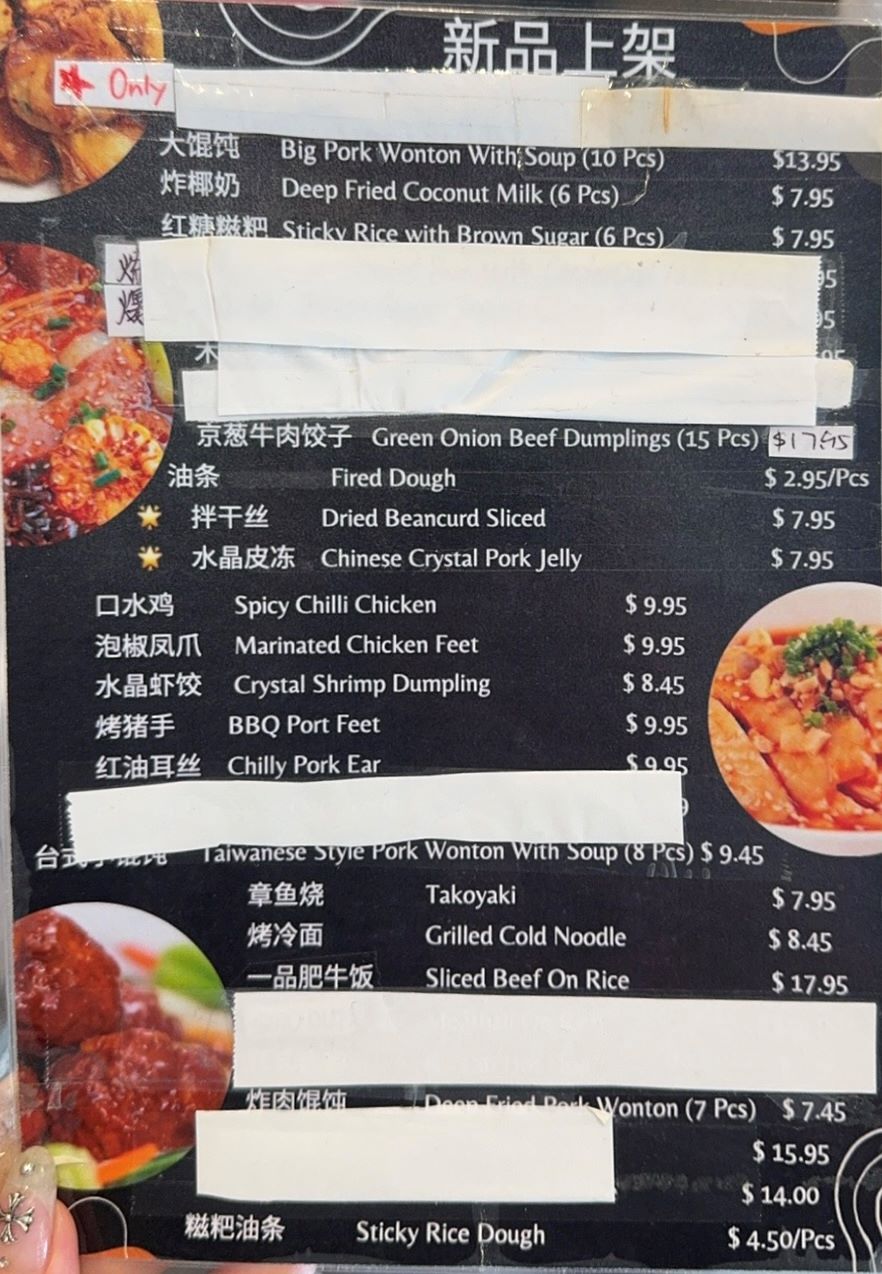 新品上架
Only
大馄饨 Big Pork Wonton With Soup (10 Pcs) $13.95
炸椰奶 Deep Fried Coconut Milk (6 Pcs) $ 7.95
红糖糍粑 Sticky Rice with Brown Sugar (6 Pcs) $ 7.95
95
95
京葱牛肉饺子 Green Onion Beef Dumplings (15 Pcs) $17.95
油条 Fired Dough $ 2.95/Pcs
拌干丝 Dried Beancurd Sliced $ 7.95
水晶皮冻 Chinese Crystal Pork Jelly $ 7.95
口水鸡 Spicy Chilli Chicken $ 9.95
泡椒凤爪 Marinated Chicken Feet $ 9.95
水晶虾饺 Crystal Shrimp Dumpling $ 8.45
烤猪手 BBQ Port Feet $ 9.95
红油耳丝 Chilly Pork Ear $ 9.95
台式小馄饨 Taiwanese Style Pork Wonton With Soup (8 Pcs) $ 9.45
章鱼烧 Takoyaki $ 7.95
烤冷面 Grilled Cold Noodle $ 8.45
一品肥牛饭 Sliced Beef On Rice $ 17.95
炸肉馄饨 Deep Fried Pork Wonton (7 Pcs) $ 7.45
$ 15.95
$ 14.00
糍粑油条 Sticky Rice Dough $ 4.50/Pcs